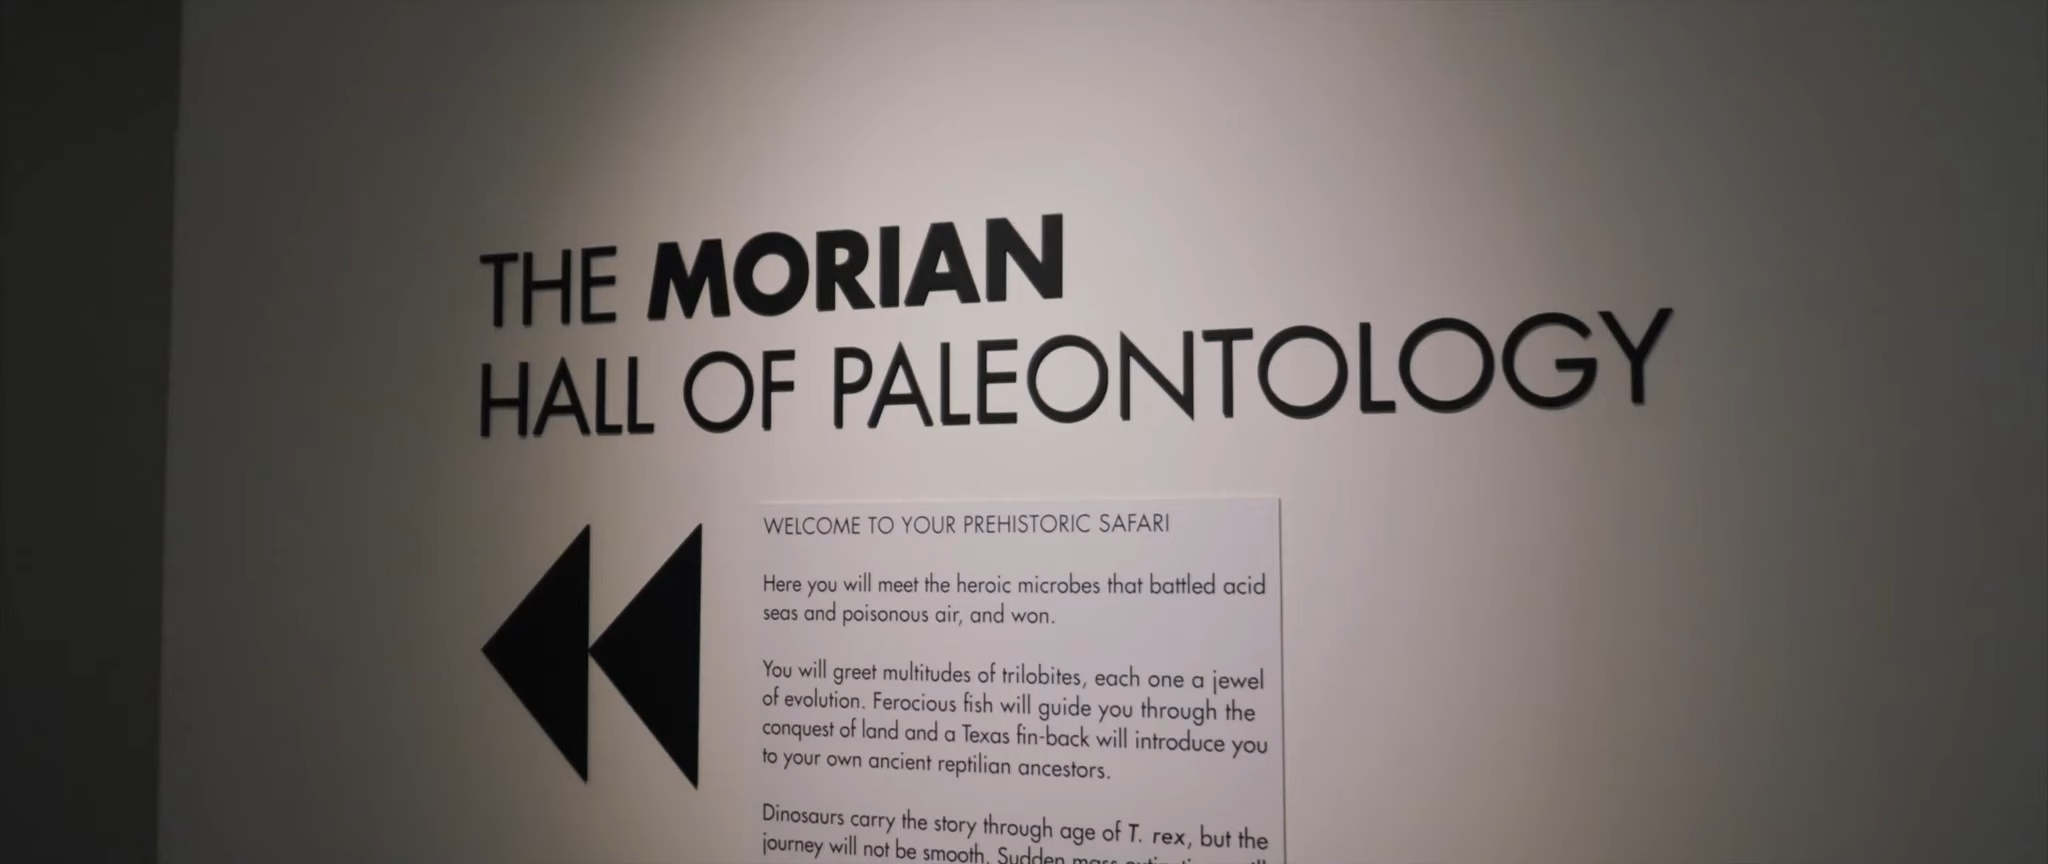 THE MORIAN
HALL OF PALEONTOLOGY
WELCOME TO YOUR PREHISTORIC SAFARI
Here you will meet the heroic microbes that battled acid
seas and poisonous air, and won.
You will greet multitudes of trilobites, each one a jewel
of evolution. Ferocious fish will guide you through the
conquest of land and a Texas fin-back will introduce you
to your own ancient reptilian ancestors.
Dinosaurs carry the story through age of T. rex, but the
journey will not be smooth. Sudden mass